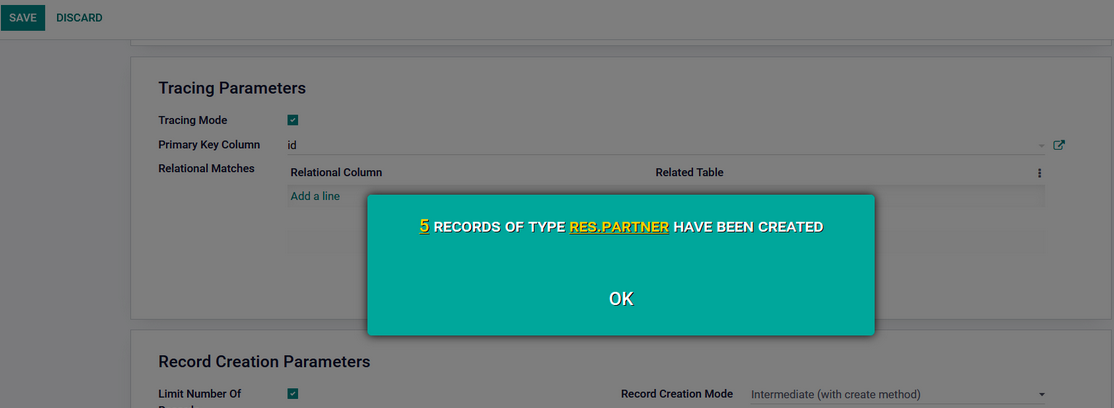 SAVE DISCARD
Tracing Parameters
Tracing Mode
Primary Key Column id
Relational Matches Relational Column Related Table
Add a line
5 RECORDS OF TYPE RES.PARTNER HAVE BEEN CREATED
OK
Record Creation Parameters
Limit Number Of Record Creation Mode Intermediate (with create method)